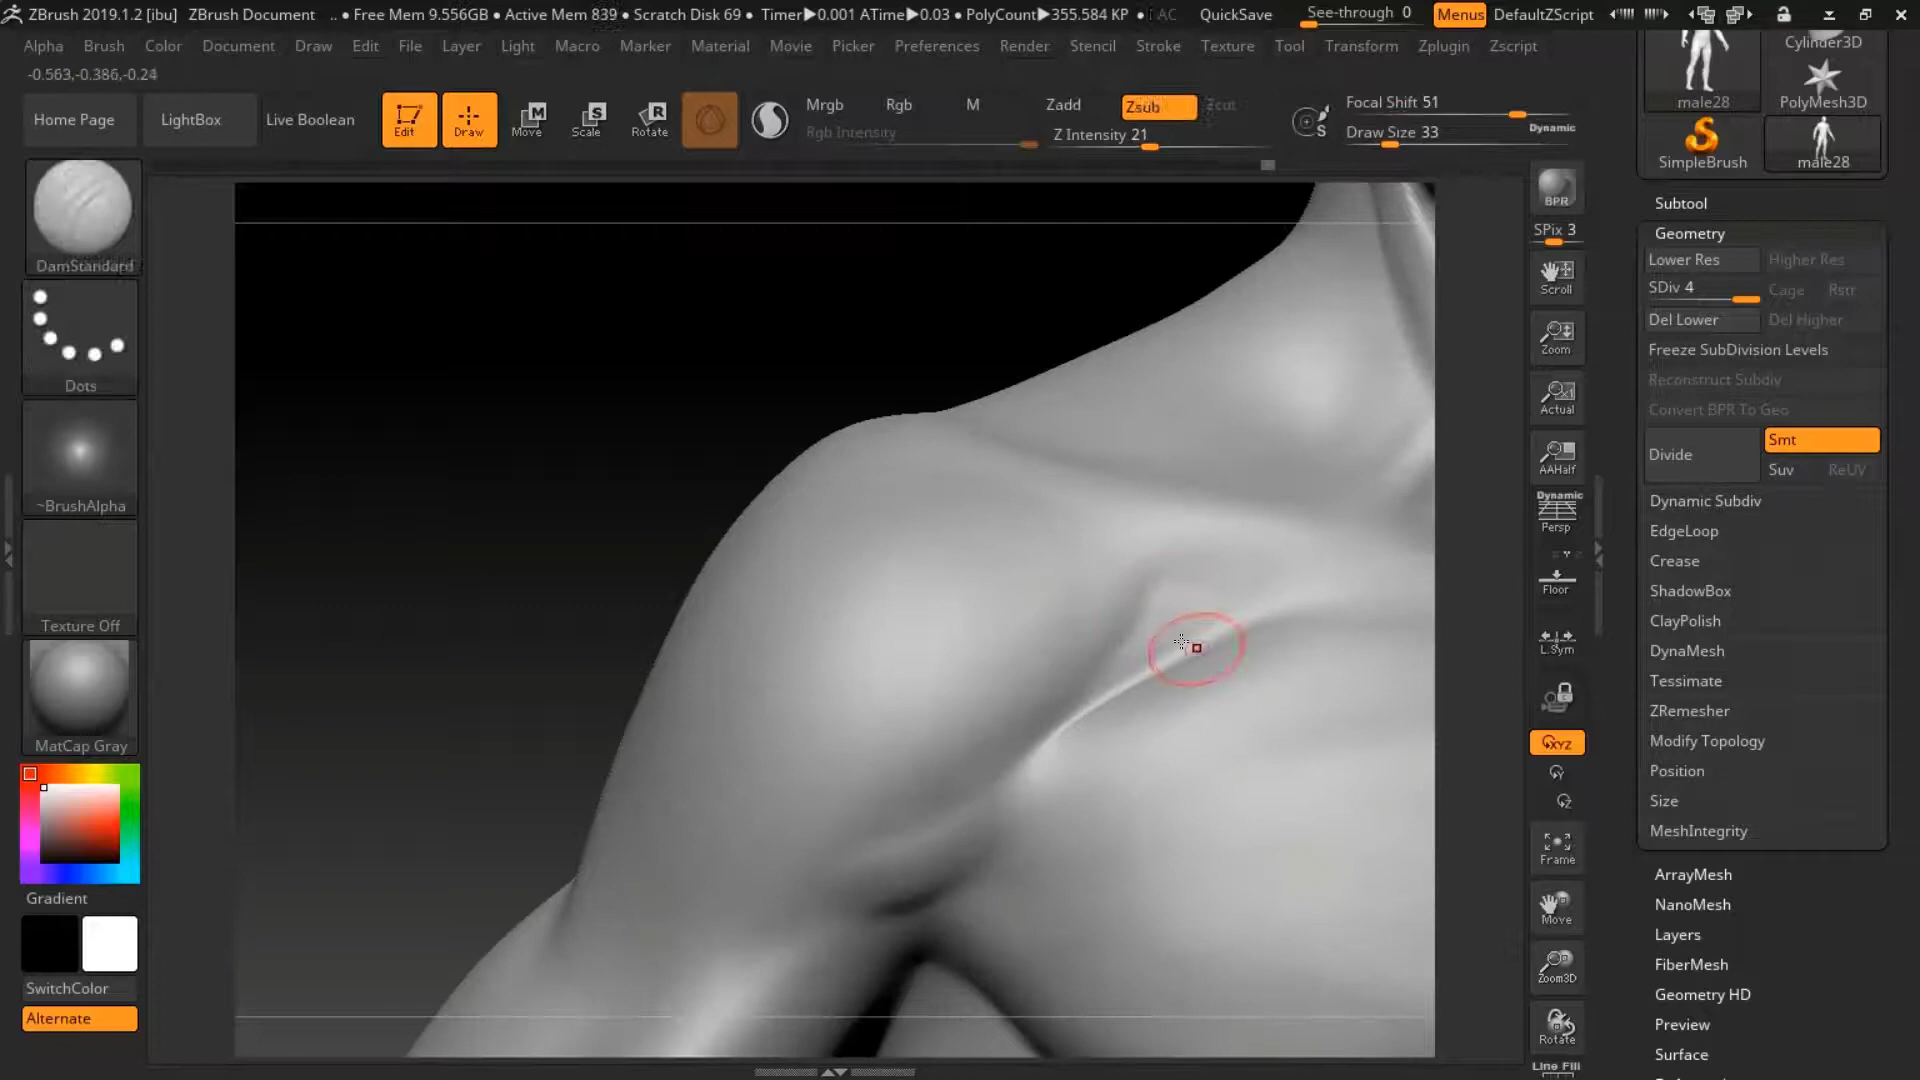 ZBrush 2019.1.2 [ibu] ZBrush Document .. ● Free Mem 9.556GB ● Active Mem 839 ● Scratch Disk 69 ● Timer▶0.001 ATime▶0.03 ● PolyCount▶355.584 KP ● AC QuickSave See-through 0 Menus DefaultZScript
Alpha Brush Color Document Draw Edit File Layer Light Macro Marker Material Movie Picker Preferences Render Stencil Stroke Texture Tool Transform Zplugin Zscript
-0.563,-0.386,-0.24
Home Page LightBox Live Boolean Edit Draw Move Scale Rotate
Mrgb Rgb M Zadd Zsub Zcut
Rgb Intensity Z Intensity 21
S Focal Shift 51
Draw Size 33 Dynamic
DamStandard
Dots
~BrushAlpha
Texture Off
MatCap Gray
Gradient
SwitchColor
Alternate
BPR
SPix 3
Scroll
Zoom
Actual
AAHalf
Dynamic
Persp
Floor
L.Sym
XYZ
Y
Z
Frame
Move
Zoom3D
Rotate
Line Fill
Cylinder3D
male28 PolyMesh3D
SimpleBrush male28
Subtool
Geometry
Lower Res Higher Res
SDiv 4 Cage Rstr
Del Lower Del Higher
Freeze SubDivision Levels
Reconstruct Subdiv
Convert BPR To Geo
Divide Smt
Suv ReUV
Dynamic Subdiv
EdgeLoop
Crease
ShadowBox
ClayPolish
DynaMesh
Tessimate
ZRemesher
Modify Topology
Position
Size
MeshIntegrity
ArrayMesh
NanoMesh
Layers
FiberMesh
Geometry HD
Preview
Surface